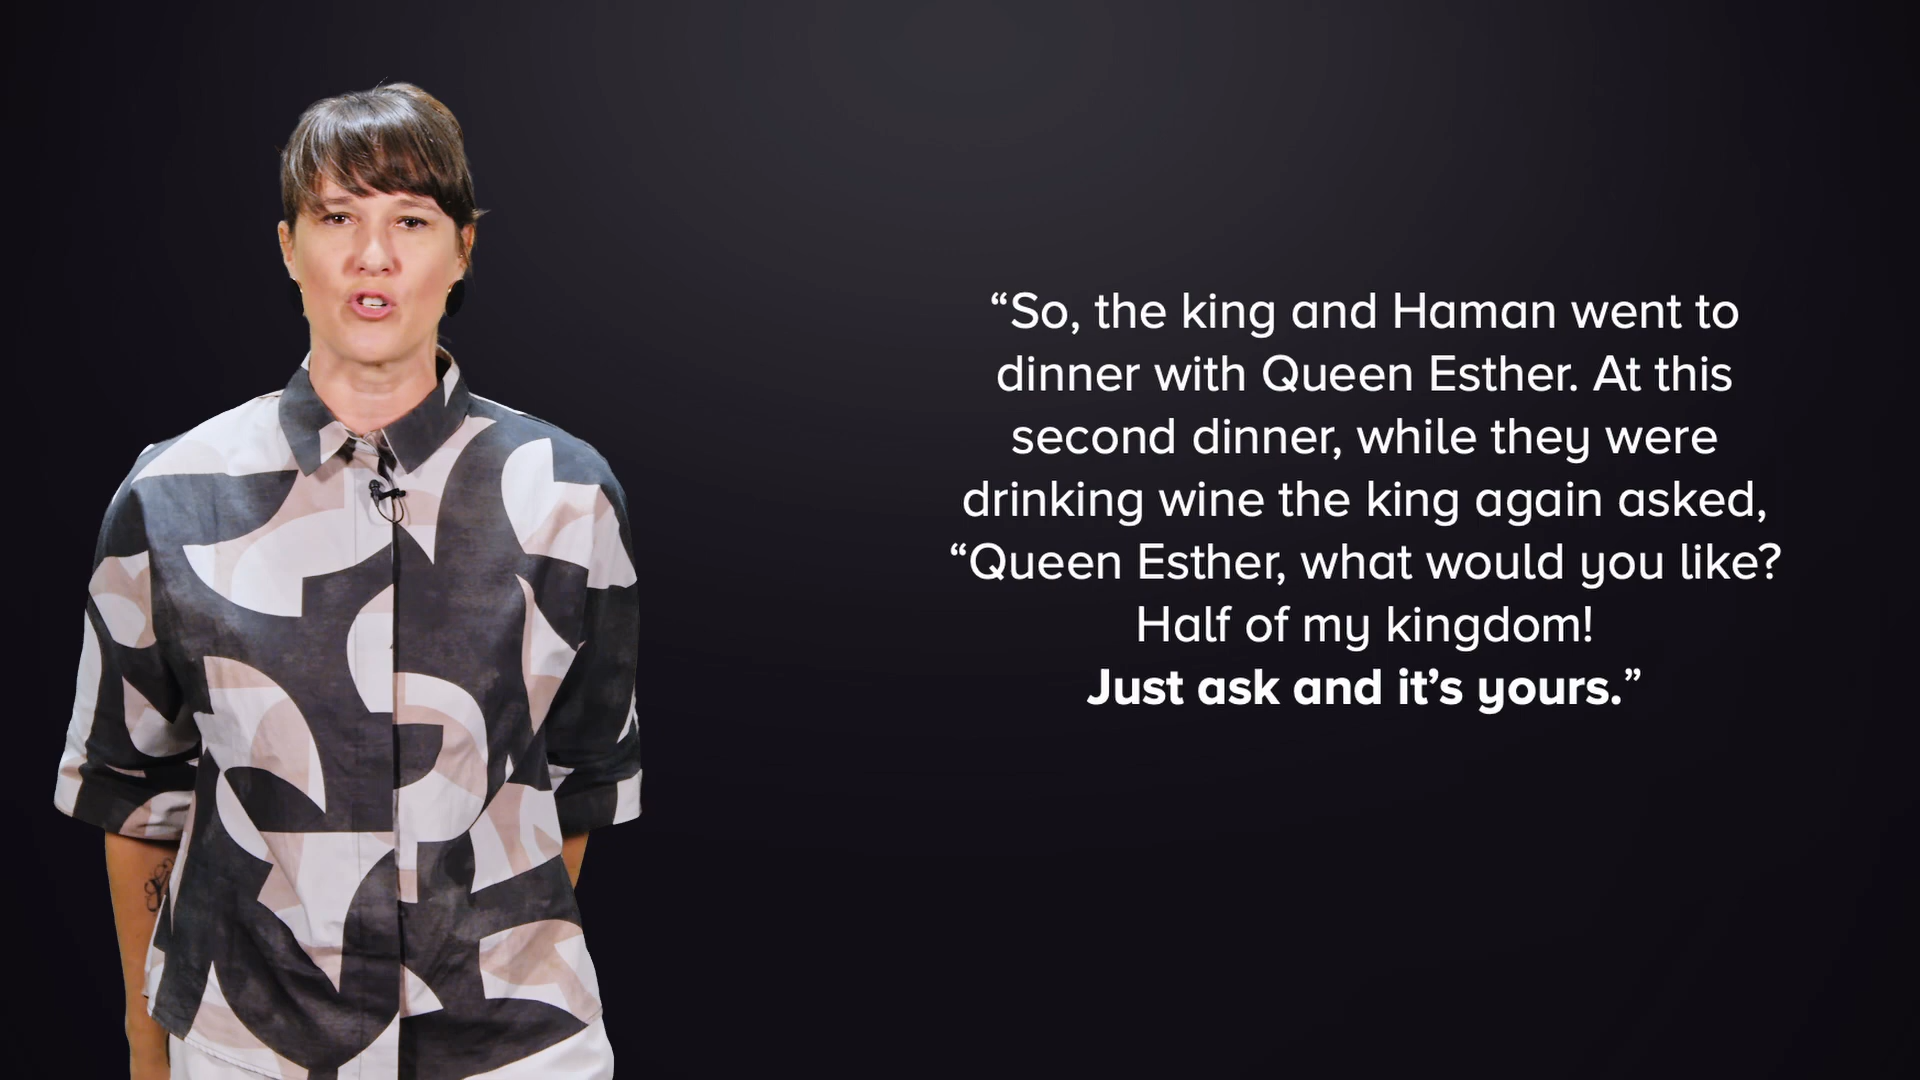 “So, the king and Haman went to
dinner with Queen Esther. At this
second dinner, while they were
drinking wine the king again asked,
“Queen Esther, what would you like?
Half of my kingdom!
Just ask and it’s yours.”